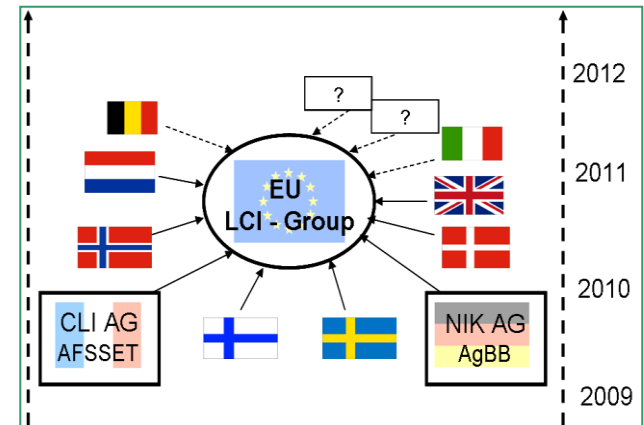 2012
?
?
2011
EU
LCI - Group
2010
CLI AG
AFSSET
NIK AG
AgBB
2009